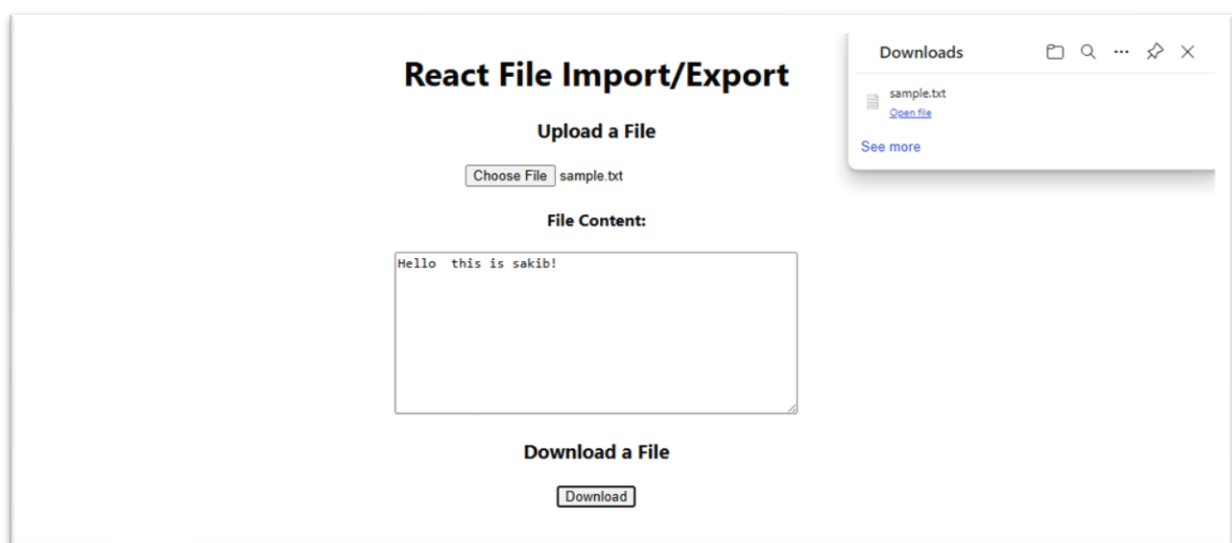 React File Import/Export
Upload a File
Choose File sample.txt
File Content:
Hello  this is sakib!
Download a File
Download
Downloads
sample.txt
Open file
See more